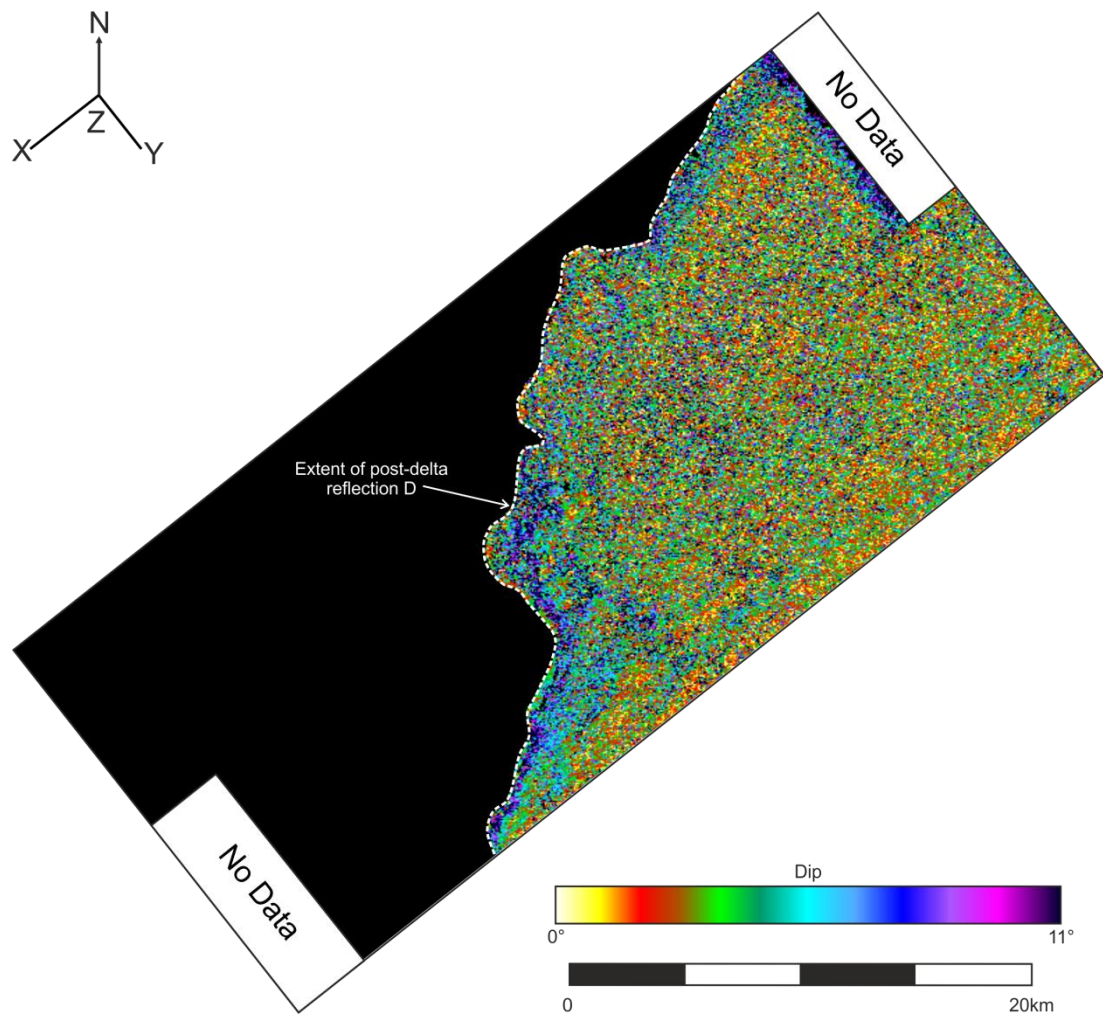 N
X
Z
Y
No Data
Extent of post-delta
reflection D
No Data
Dip
0°
11°
0
20km